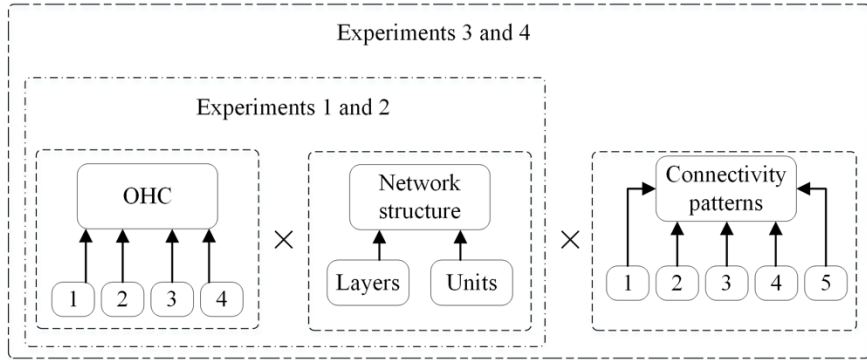 Experiments 3 and 4
Experiments 1 and 2
OHC
1 2 3 4
×
Network
structure
Layers Units
×
Connectivity
patterns
1 2 3 4 5